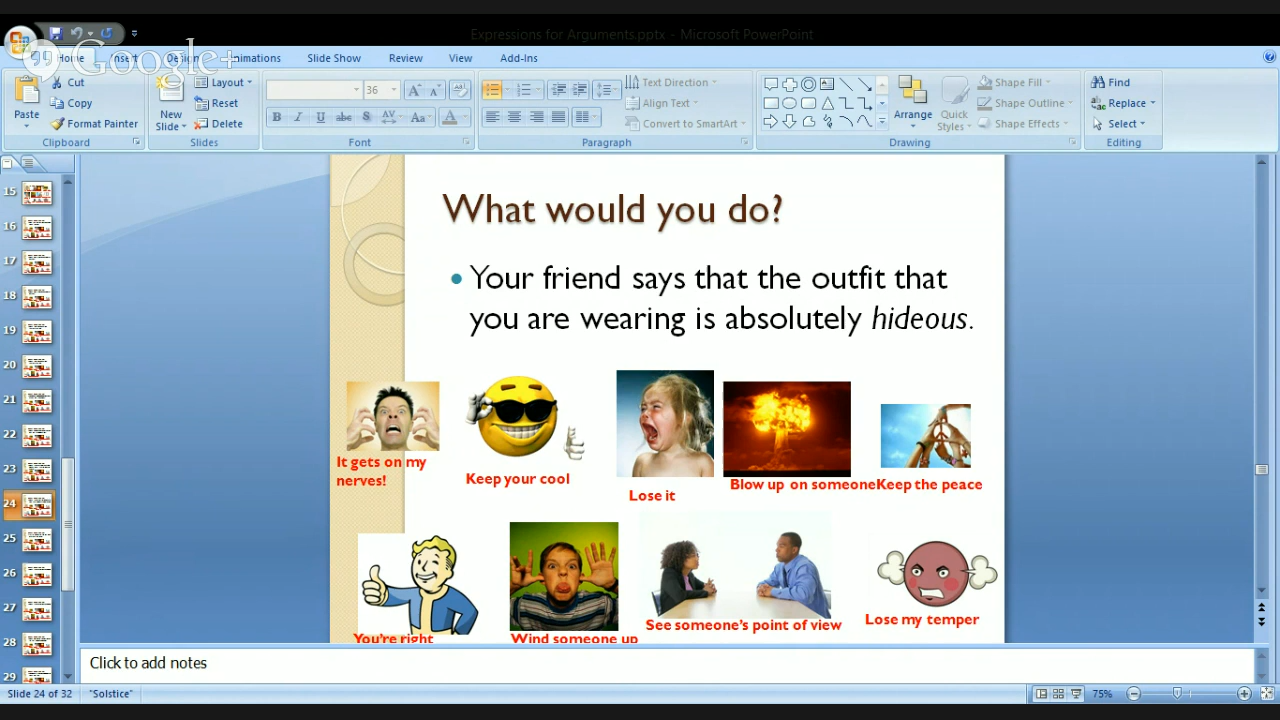 Expressions for Arguments.pptx - Microsoft PowerPoint
Google+
Home Insert Design Animations Slide Show Review View Add-Ins
Cut
Copy
Format Painter
Paste
Clipboard
New Slide
Layout
Reset
Delete
Slides
36
B I U abc S AV Aa A
Font
Text Direction
Align Text
Convert to SmartArt
Paragraph
Arrange
Quick Styles
Shape Fill
Shape Outline
Shape Effects
Drawing
Find
Replace
Select
Editing
15
16
17
18
19
20
21
22
23
24
25
26
27
28
29
What would you do?
• Your friend says that the outfit that
you are wearing is absolutely hideous.
It gets on my
nerves!
Keep your cool
Lose it
Blow up on someone
Keep the peace
You're right
Wind someone up
See someone's point of view
Lose my temper
Click to add notes
Slide 24 of 32 "Solstice" 75%